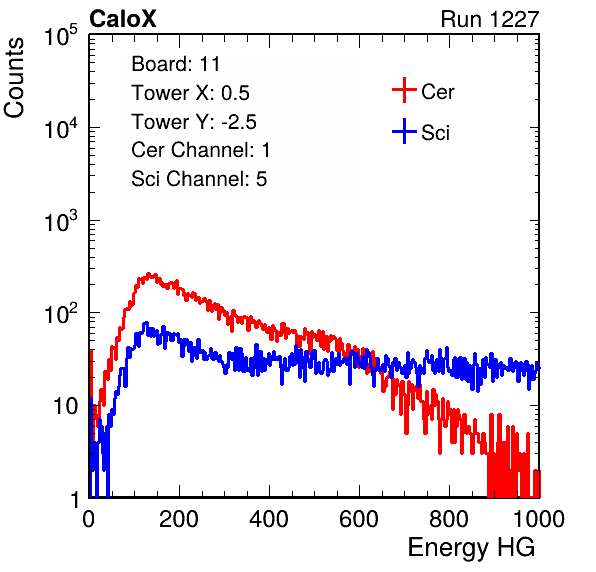 CaloX Run 1227
Counts
10^5
10^4
10^3
10^2
10
1
Board: 11
Tower X: 0.5
Tower Y: -2.5
Cer Channel: 1
Sci Channel: 5
Cer
Sci
0 200 400 600 800 1000
Energy HG